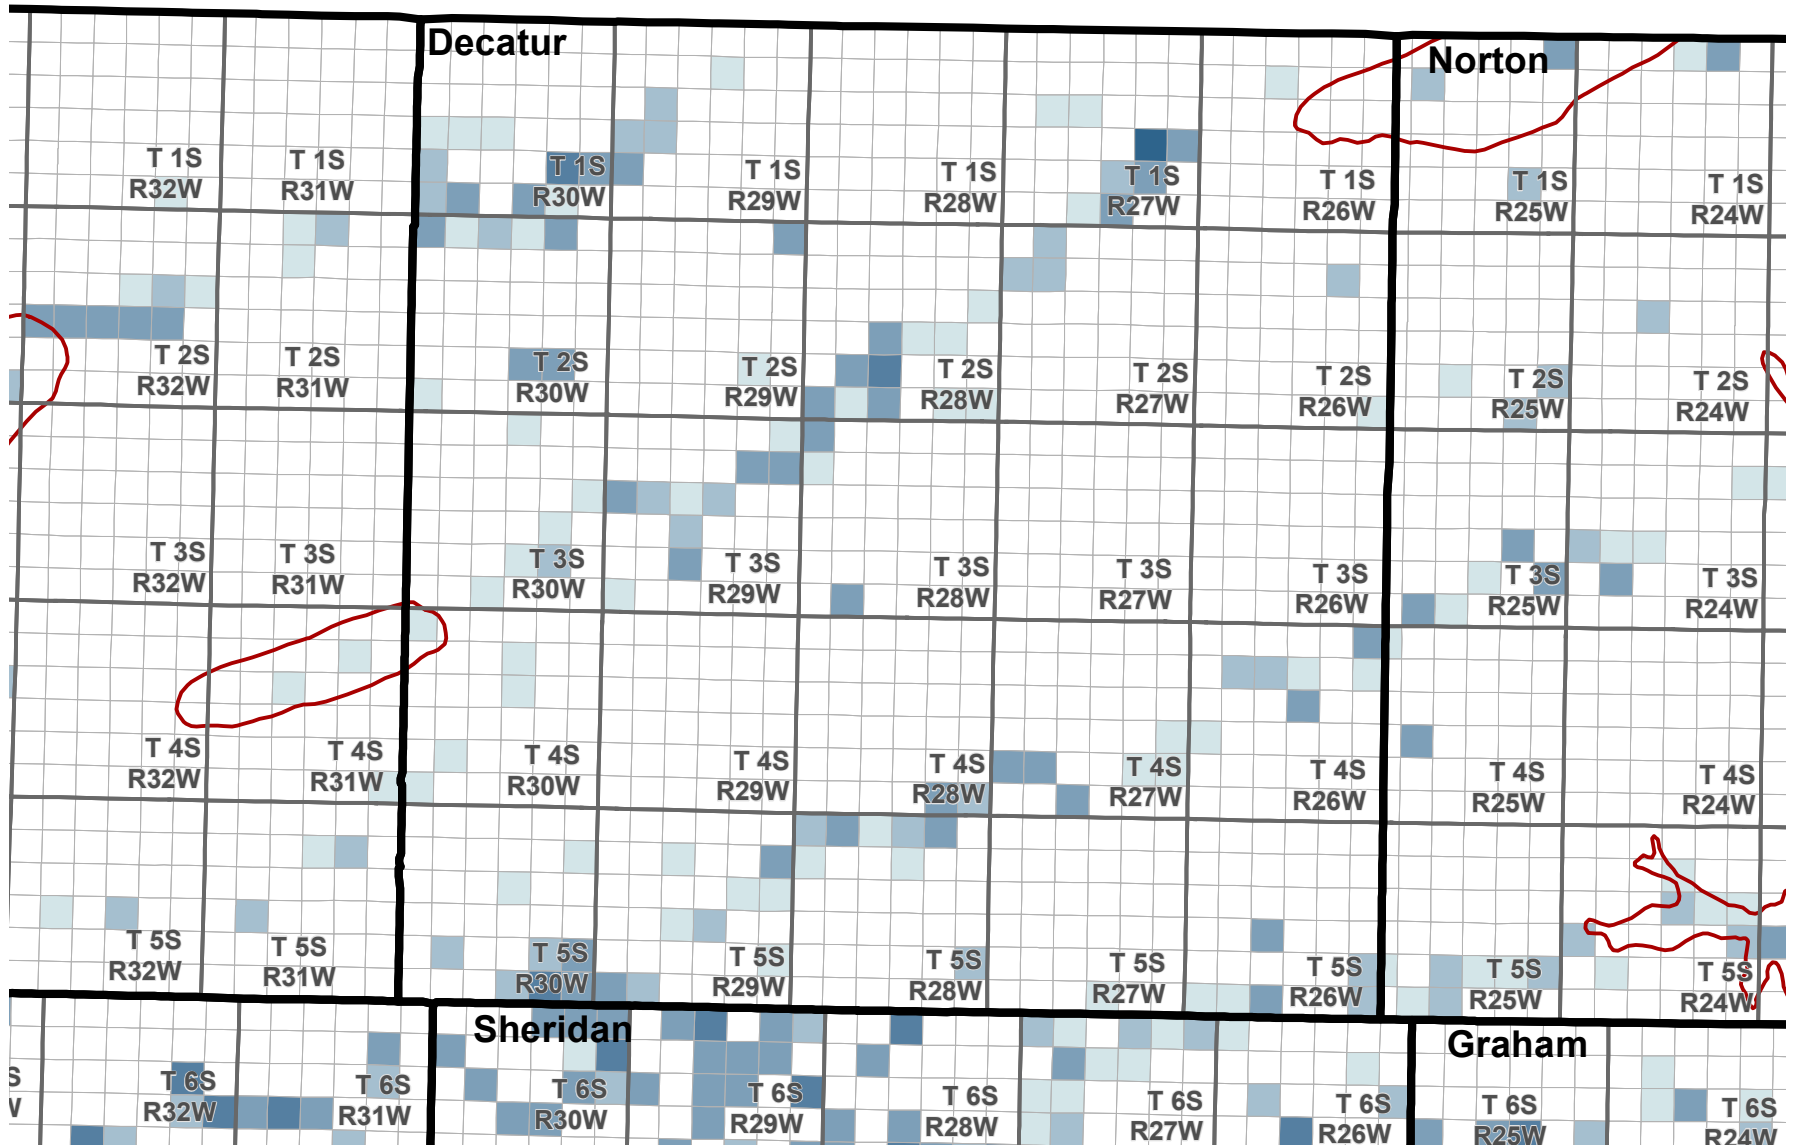 Decatur
Norton
T 1S
R32W
T 1S
R31W
T 1S
R30W
T 1S
R29W
T 1S
R28W
T 1S
R27W
T 1S
R26W
T 1S
R25W
T 1S
R24W
T 2S
R32W
T 2S
R31W
T 2S
R30W
T 2S
R29W
T 2S
R28W
T 2S
R27W
T 2S
R26W
T 2S
R25W
T 2S
R24W
T 3S
R32W
T 3S
R31W
T 3S
R30W
T 3S
R29W
T 3S
R28W
T 3S
R27W
T 3S
R26W
T 3S
R25W
T 3S
R24W
T 4S
R32W
T 4S
R31W
T 4S
R30W
T 4S
R29W
T 4S
R28W
T 4S
R27W
T 4S
R26W
T 4S
R25W
T 4S
R24W
T 5S
R32W
T 5S
R31W
T 5S
R30W
T 5S
R29W
T 5S
R28W
T 5S
R27W
T 5S
R26W
T 5S
R25W
T 5S
R24W
Sheridan
Graham
S
W
T 6S
R32W
T 6S
R31W
T 6S
R30W
T 6S
R29W
T 6S
R28W
T 6S
R27W
T 6S
R26W
T 6S
R25W
T 6S
R24W